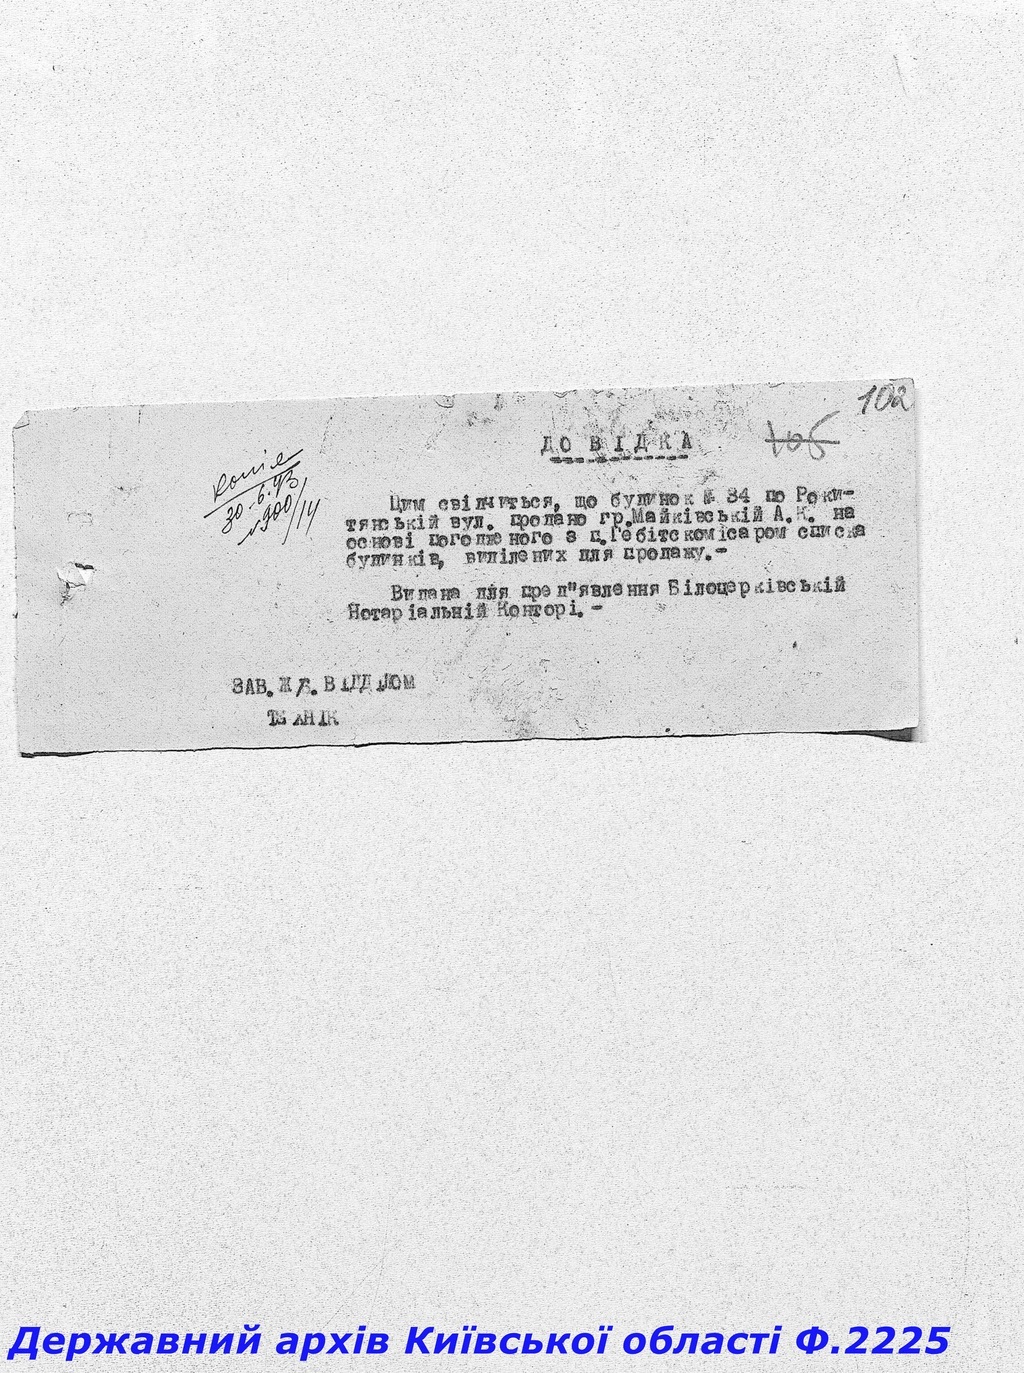 102
105
ДОВІДКА
копія
30.6.43
№300/14
Цим свідчиться, що будинок № 34 по Роки-
тянській вул. продано гр.Майківській А.К. на
основі погодженого з п.Гебітскомісаром списка
будинків, виділених для продажу.-
Видана для пред"явлення Білоцерківській
Нотаріальній Конторі.-
ЗАВ.Ж/Б.ВІДДІЛОМ
ТЕХНІК
Державний архів Київської області Ф.2225